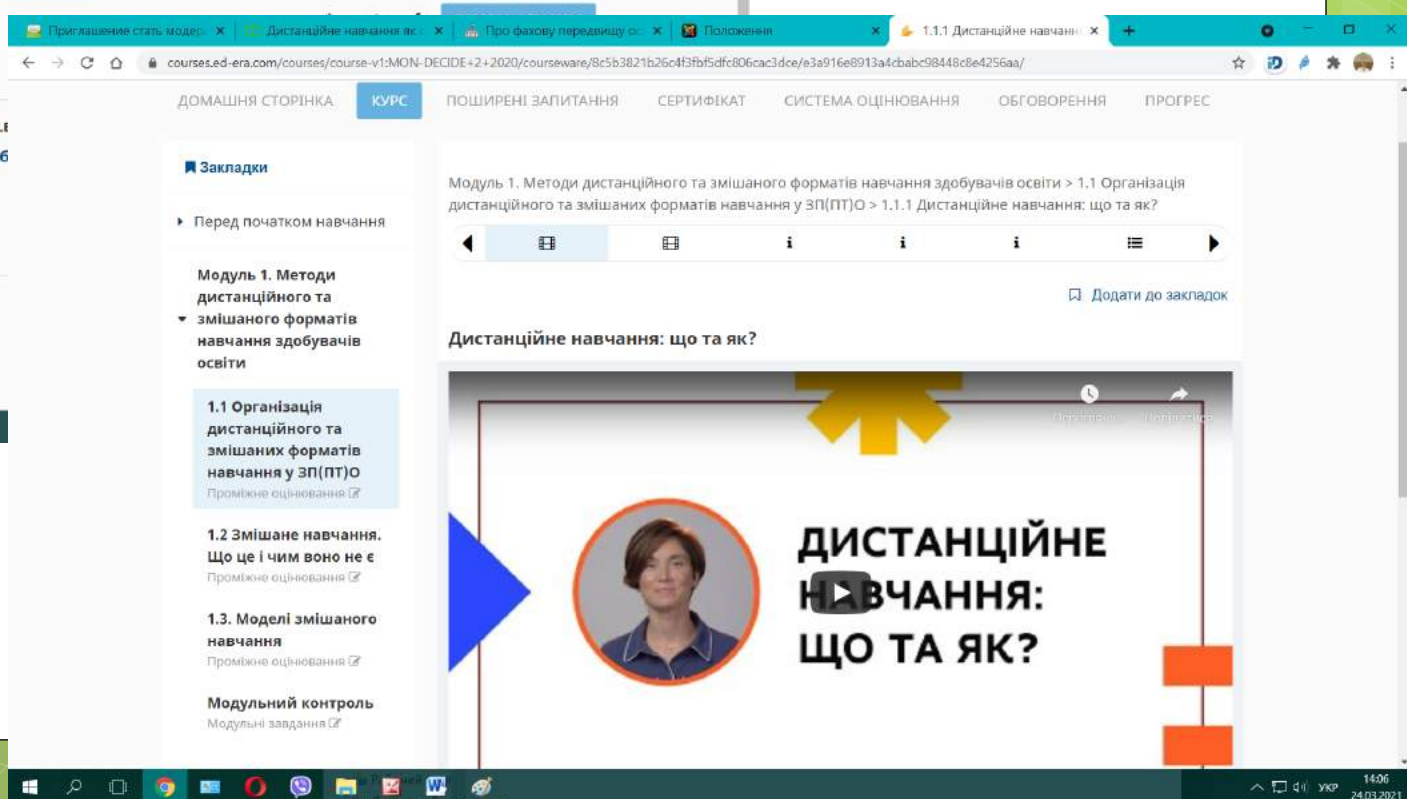 Приглашение стать модер
Дистанційне навчання як с
Про фахову передвищу ос
Положення
1.1.1 Дистанційне навчанн
courses.ed-era.com/courses/course-v1:MON-DECIDE+2+2020/courseware/8c5b3821b26c4f3fbf5dfc806cac3dce/e3a916e8913a4cbabc98448c8e4256aa/
ДОМАШНЯ СТОРІНКА КУРС ПОШИРЕНІ ЗАПИТАННЯ СЕРТИФІКАТ СИСТЕМА ОЦІНЮВАННЯ ОБГОВОРЕННЯ ПРОГРЕС
Закладки
Перед початком навчання
Модуль 1. Методи
дистанційного та
змішаного форматів
навчання здобувачів
освіти
1.1 Організація
дистанційного та
змішаних форматів
навчання у ЗП(ПТ)О
Проміжне оцінювання
1.2 Змішане навчання.
Що це і чим воно не є
Проміжне оцінювання
1.3. Моделі змішаного
навчання
Проміжне оцінювання
Модульний контроль
Модульні завдання
Модуль 1. Методи дистанційного та змішаного форматів навчання здобувачів освіти > 1.1 Організація
дистанційного та змішаних форматів навчання у ЗП(ПТ)О > 1.1.1 Дистанційне навчання: що та як?
Додати до закладок
Дистанційне навчання: що та як?
ДИСТАНЦІЙНЕ
НАВЧАННЯ:
ЩО ТА ЯК?
УКР
14:06
24.03.2021